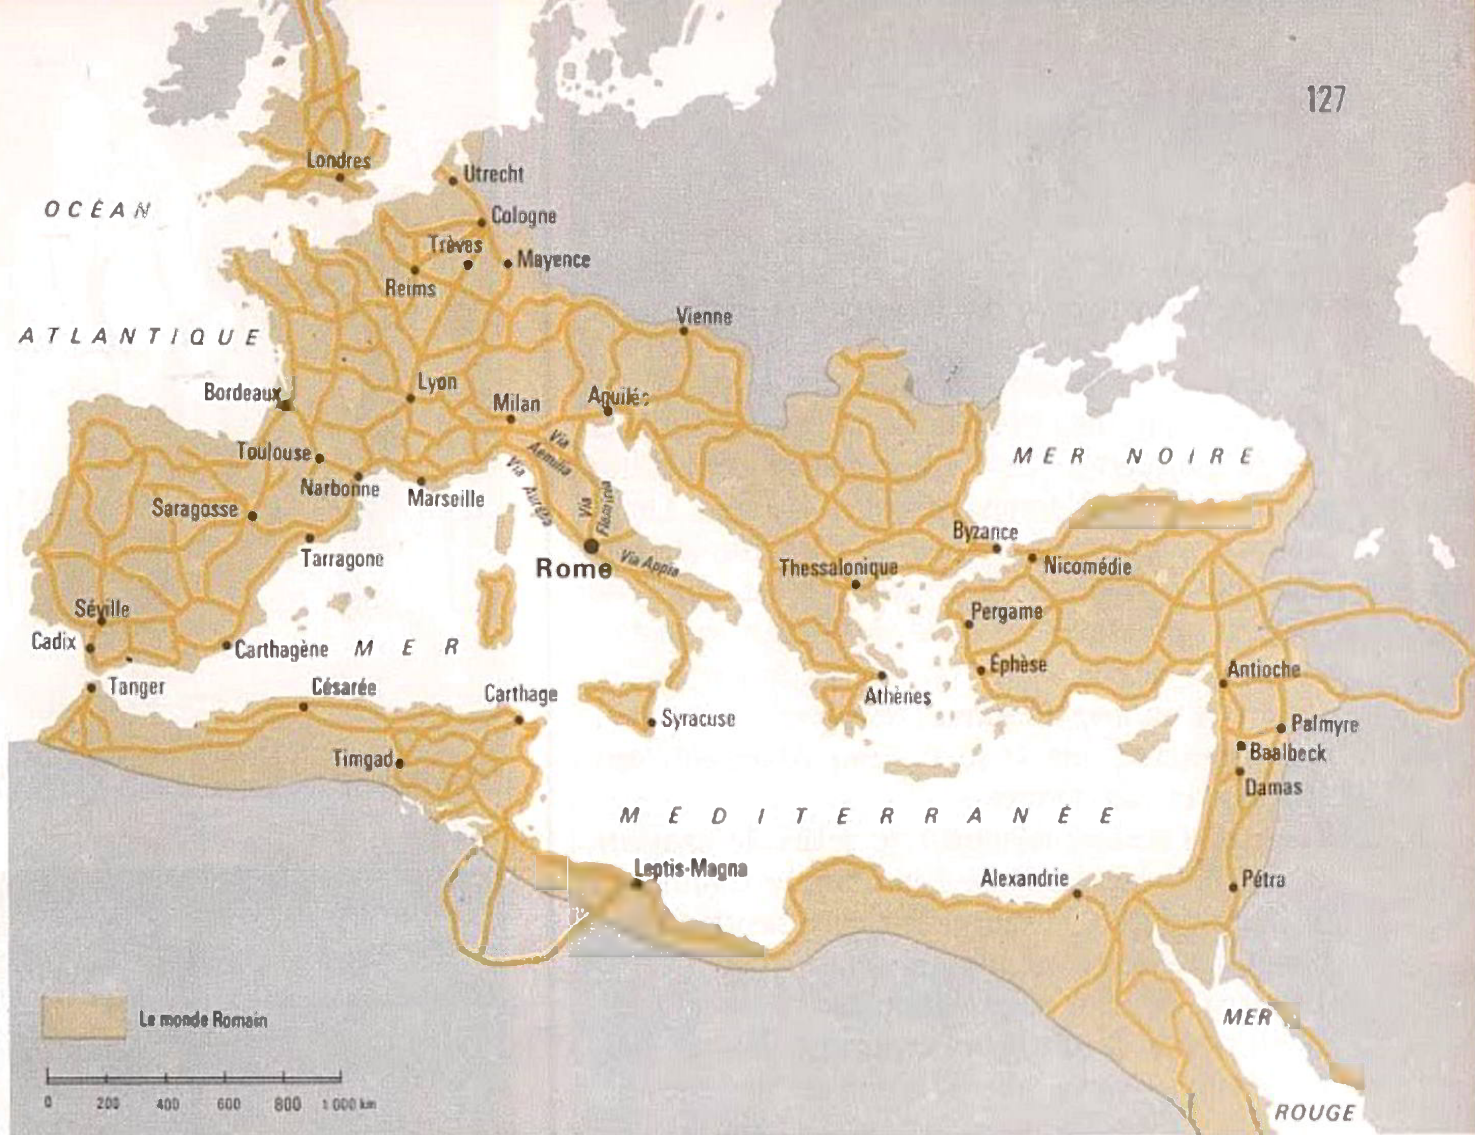 127
Londres
Utrecht
OCÉAN
Cologne
Trèves
Mayence
Reims
Vienne
ATLANTIQUE
Lyon
Bordeaux
Milan
Aquilée
Via
Aemilia
MER NOIRE
Toulouse
Narbonne
Marseille
Via Aurélia
Via
Flaminia
Saragosse
Byzance
Tarragone
Rome
Via Appia
Thessalonique
Nicomédie
Séville
Pergame
Cadix
Carthagène
MER
Éphèse
Antioche
Tanger
Césarée
Carthage
Athènes
Syracuse
Palmyre
Baalbeck
Timgad
Damas
MEDITERRANÉE
Leptis-Magna
Alexandrie
Pétra
Le monde Romain
MER
0 200 400 600 800 1 000 km
ROUGE